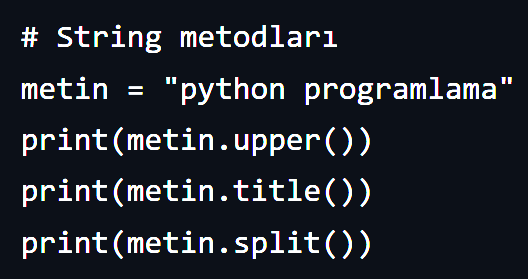 # String metodları
metin = "python programlama"
print(metin.upper())
print(metin.title())
print(metin.split())